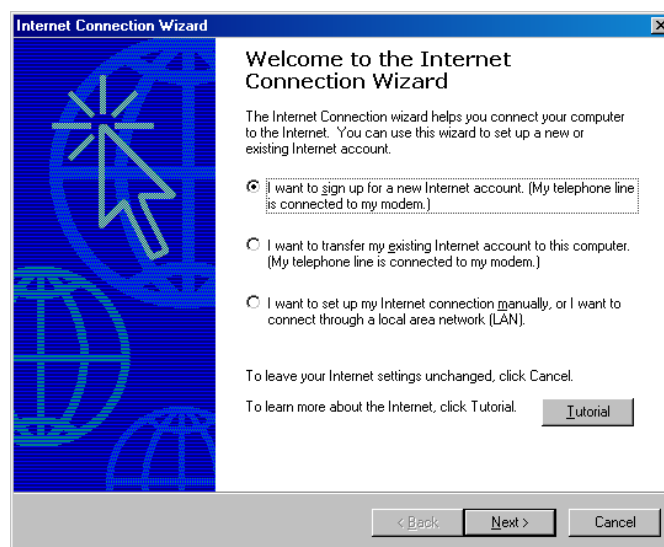 Internet Connection Wizard
Welcome to the Internet
Connection Wizard
The Internet Connection wizard helps you connect your computer
to the Internet. You can use this wizard to set up a new or
existing Internet account.
I want to sign up for a new Internet account. (My telephone line
is connected to my modem.)
I want to transfer my existing Internet account to this computer.
(My telephone line is connected to my modem.)
I want to set up my Internet connection manually, or I want to
connect through a local area network (LAN).
To leave your Internet settings unchanged, click Cancel.
To learn more about the Internet, click Tutorial.
Tutorial
< Back
Next >
Cancel